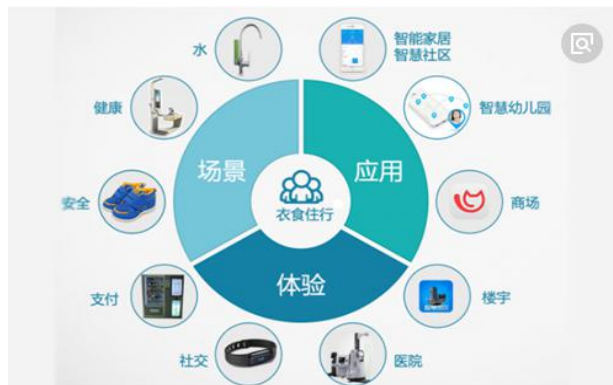 水
智能家居
智慧社区
健康
智慧幼儿园
场景
应用
安全
衣食住行
商场
体验
支付
楼宇
社交
医院